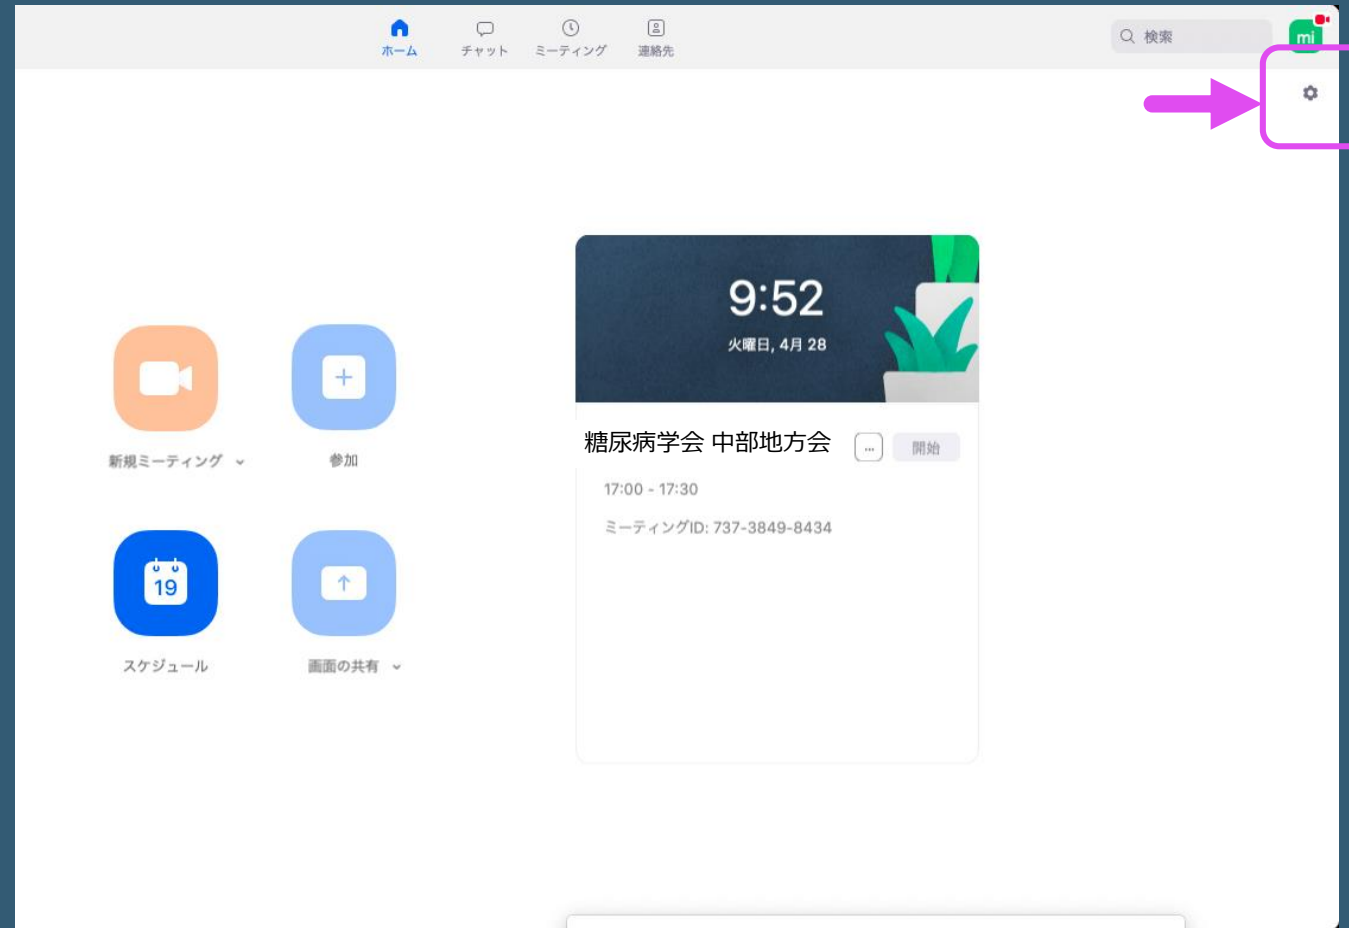 ホーム
チャット
ミーティング
連絡先
検索
mi
9:52
火曜日, 4月 28
新規ミーティング
参加
糖尿病学会 中部地方会
...
開始
17:00 - 17:30
ミーティングID: 737-3849-8434
19
スケジュール
画面の共有